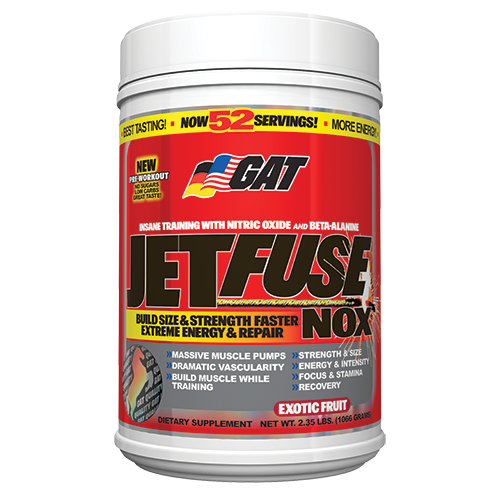 BEST TASTING! • NOW 52 SERVINGS! • MORE ENERGY!
NEW
PRE-WORKOUT
NO SUGARS
LOW CARBS
GREAT TASTE!
GAT
INSANE TRAINING WITH NITRIC OXIDE AND BETA-ALANINE
JETFUSE
NOX
BUILD SIZE & STRENGTH FASTER
EXTREME ENERGY & REPAIR
»MASSIVE MUSCLE PUMPS
»DRAMATIC VASCULARITY
»BUILD MUSCLE WHILE
TRAINING
»STRENGTH & SIZE
»ENERGY & INTENSITY
»FOCUS & STAMINA
»RECOVERY
GAT
EXOTIC FRUIT
DIETARY SUPPLEMENT NET WT. 2.35 LBS. (1066 GRAMS)